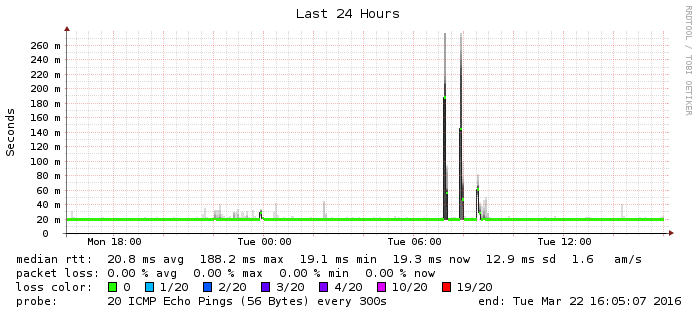 Last 24 Hours
RRDTOOL / TOBI OETIKER
Seconds
260 m
240 m
220 m
200 m
180 m
160 m
140 m
120 m
100 m
80 m
60 m
40 m
20 m
0
Mon 18:00 Tue 00:00 Tue 06:00 Tue 12:00
median rtt: 20.8 ms avg 188.2 ms max 19.1 ms min 19.3 ms now 12.9 ms sd 1.6 am/s
packet loss: 0.00 % avg 0.00 % max 0.00 % min 0.00 % now
loss color: 0 1/20 2/20 3/20 4/20 10/20 19/20
probe: 20 ICMP Echo Pings (56 Bytes) every 300s end: Tue Mar 22 16:05:07 2016